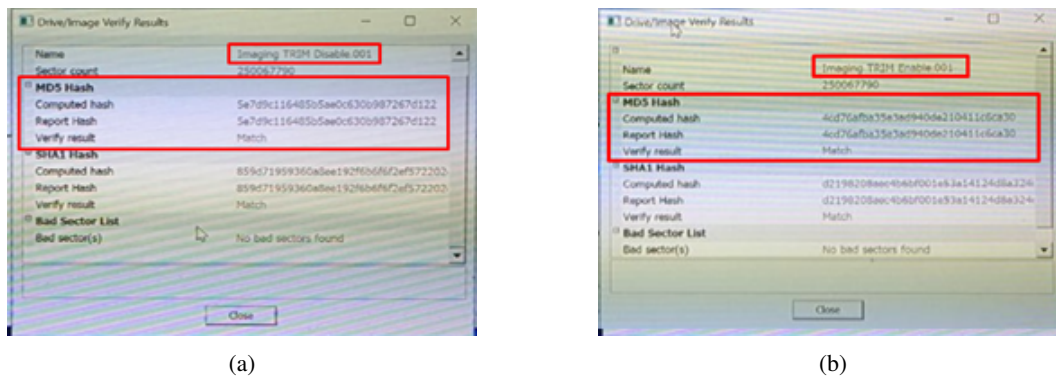 Drive/Image Verify Results
Name Imaging TRIM Disable.001
Sector count 250067790
MD5 Hash
Computed hash 5e7d9c116485b5ae0c630b987267d122
Report Hash 5e7d9c116485b5ae0c630b987267d122
Verify result Match
SHA1 Hash
Computed hash
Report Hash
Verify result Match
Bad Sector List
Bad sector(s) No bad sectors found
Close
(a)
Drive/Image Verify Results
Name Imaging TRIM Enable.001
Sector count 250067790
MD5 Hash
Computed hash 4cd76afba35e3ad940de210411c6ca30
Report Hash 4cd76afba35e3ad940de210411c6ca30
Verify result Match
SHA1 Hash
Computed hash
Report Hash
Verify result Match
Bad Sector List
Bad sector(s) No bad sectors found
Close
(b)